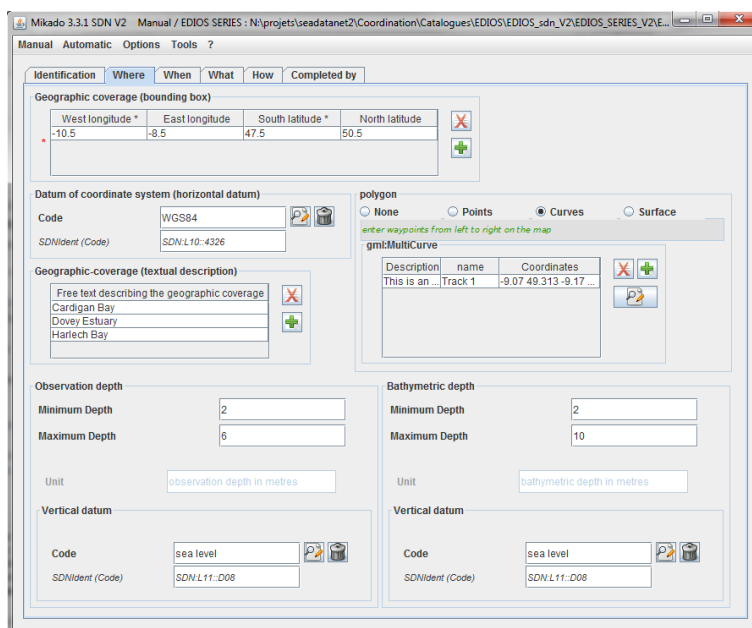 Mikado 3.3.1 SDN V2 Manual / EDIOS SERIES : N:\projets\seadatanet2\Coordination\Catalogues\EDIOS\EDIOS_sdn_V2\EDIOS_SERIES_V2\E...
Manual Automatic Options Tools ?
Identification Where When What How Completed by
Geographic coverage (bounding box)
West longitude * East longitude South latitude * North latitude
* -10.5 -8.5 47.5 50.5
Datum of coordinate system (horizontal datum)
Code WGS84
SDNIdent (Code) SDN:L10::4326
polygon
None Points Curves Surface
enter waypoints from left to right on the map
gml:MultiCurve
Description name Coordinates
This is an ... Track 1 -9.07 49.313 -9.17 ...
Geographic-coverage (textual description)
Free text describing the geographic coverage
Cardigan Bay
Dovey Estuary
Harlech Bay
Observation depth
Minimum Depth 2
Maximum Depth 6
Unit observation depth in metres
Vertical datum
Code sea level
SDNIdent (Code) SDN:L11::D08
Bathymetric depth
Minimum Depth 2
Maximum Depth 10
Unit bathymetric depth in metres
Vertical datum
Code sea level
SDNIdent (Code) SDN:L11::D08